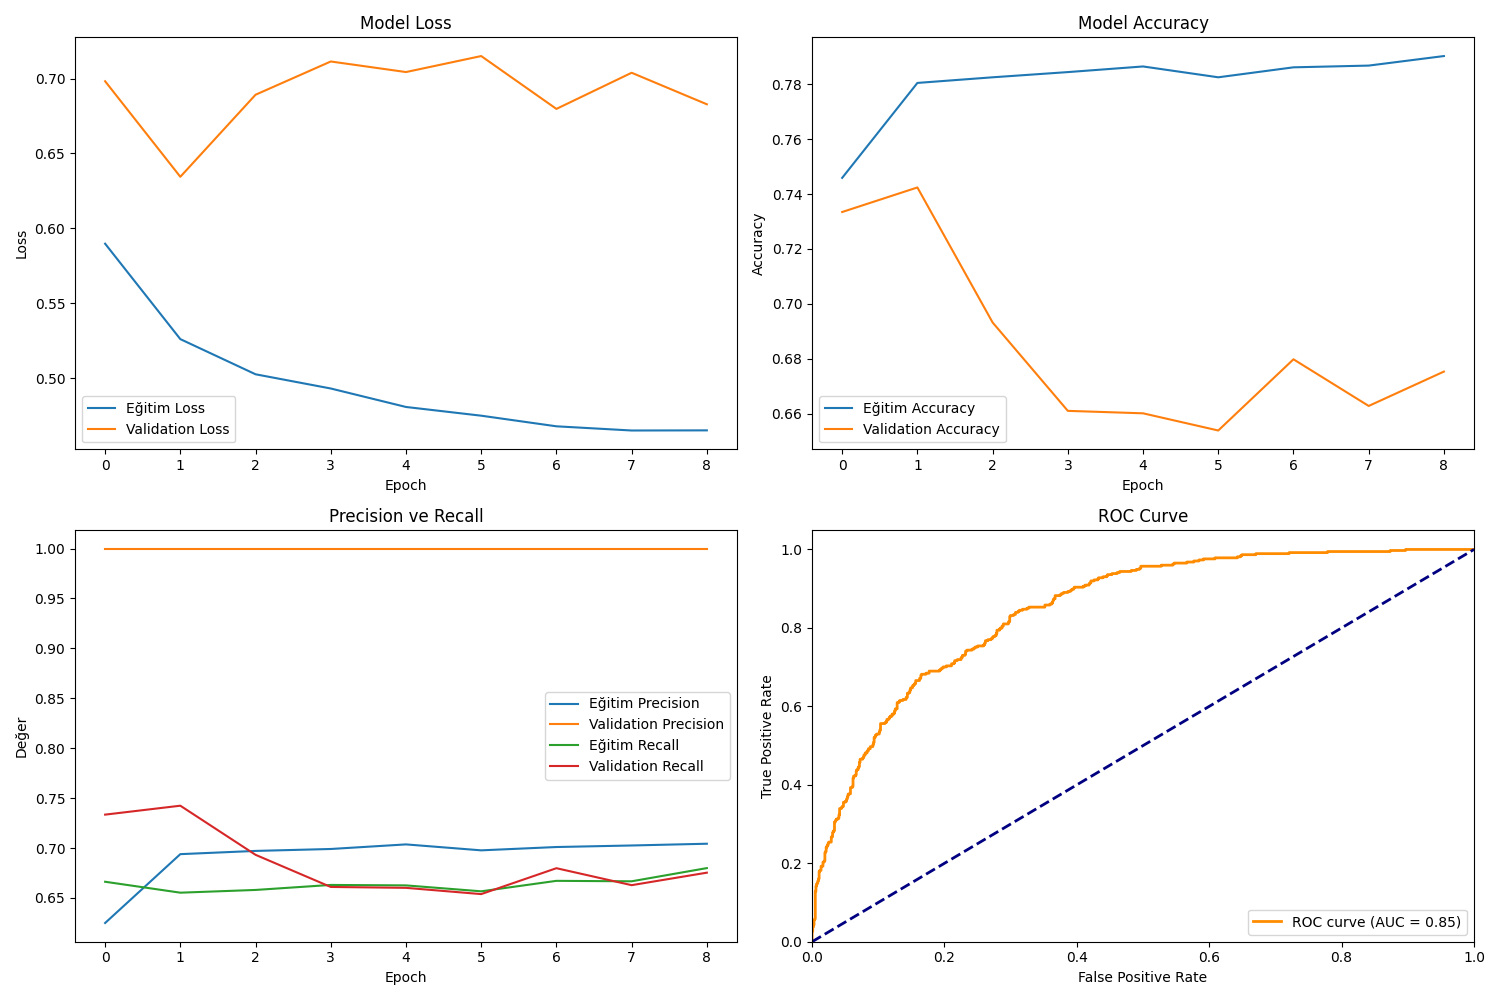 Model Loss
0.70
0.65
0.60
0.55
0.50
Loss
Eğitim Loss
Validation Loss
0 1 2 3 4 5 6 7 8
Epoch
Model Accuracy
0.78
0.76
0.74
0.72
0.70
0.68
0.66
Accuracy
Eğitim Accuracy
Validation Accuracy
0 1 2 3 4 5 6 7 8
Epoch
Precision ve Recall
1.00
0.95
0.90
0.85
0.80
0.75
0.70
0.65
Değer
Eğitim Precision
Validation Precision
Eğitim Recall
Validation Recall
0 1 2 3 4 5 6 7 8
Epoch
ROC Curve
1.0
0.8
0.6
0.4
0.2
0.0
True Positive Rate
ROC curve (AUC = 0.85)
0.0 0.2 0.4 0.6 0.8 1.0
False Positive Rate